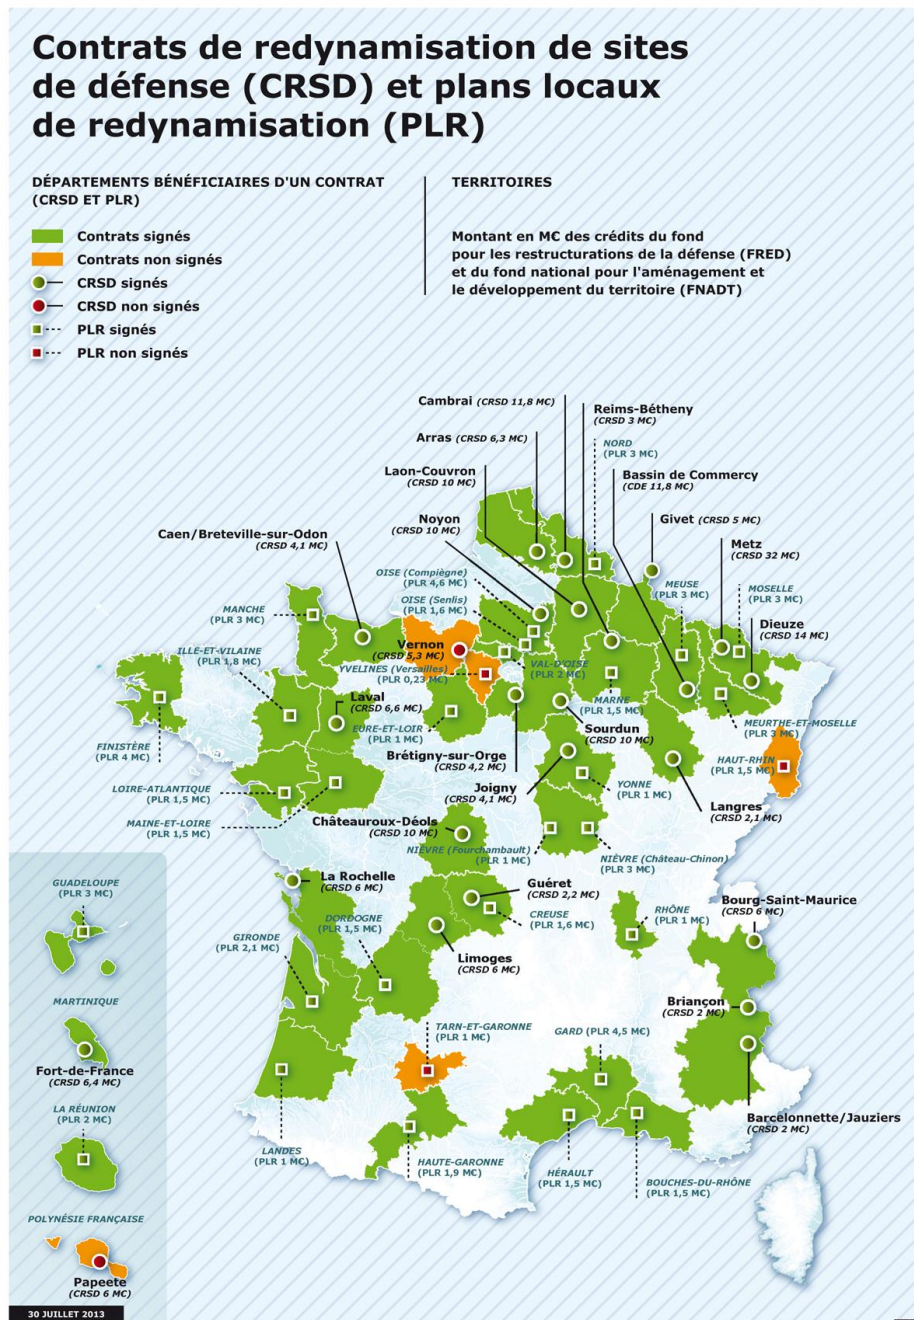 Contrats de redynamisation de sites
de défense (CRSD) et plans locaux
de redynamisation (PLR)
DÉPARTEMENTS BÉNÉFICIAIRES D'UN CONTRAT
(CRSD ET PLR)
Contrats signés
Contrats non signés
CRSD signés
CRSD non signés
PLR signés
PLR non signés
TERRITOIRES
Montant en M€ des crédits du fond
pour les restructurations de la défense (FRED)
et du fond national pour l'aménagement et
le développement du territoire (FNADT)
Cambrai (CRSD 11,8 M€)
Reims-Bétheny
(CRSD 3 M€)
Arras (CRSD 6,3 M€)
NORD
(PLR 3 M€)
Laon-Couvron
(CRSD 10 M€)
Bassin de Commercy
(CDE 11,8 M€)
Noyon
(CRSD 10 M€)
Givet (CRSD 5 M€)
Caen/Breteville-sur-Odon
(CRSD 4,1 M€)
Metz
(CRSD 32 M€)
OISE (Compiègne)
(PLR 4,6 M€)
MEUSE
(PLR 3 M€)
MOSELLE
(PLR 3 M€)
OISE (Senlis)
(PLR 1,6 M€)
MANCHE
(PLR 3 M€)
Dieuze
(CRSD 14 M€)
ILLE-ET-VILAINE
(PLR 1,8 M€)
Vernon
(CRSD 5,3 M€)
YVELINES (Versailles)
(PLR 0,23 M€)
VAL-D'OISE
(PLR 2 M€)
Laval
(CRSD 6,6 M€)
MARNE
(PLR 1,5 M€)
EURE-ET-LOIR
(PLR 1 M€)
Sourdun
(CRSD 10 M€)
MEURTHE-ET-MOSELLE
(PLR 3 M€)
FINISTÈRE
(PLR 4 M€)
Brétigny-sur-Orge
(CRSD 4,2 M€)
HAUT-RHIN
(PLR 1,5 M€)
LOIRE-ATLANTIQUE
(PLR 1,5 M€)
Joigny
(CRSD 4,1 M€)
YONNE
(PLR 1 M€)
MAINE-ET-LOIRE
(PLR 1,5 M€)
Châteauroux-Déols
(CRSD 10 M€)
Langres
(CRSD 2,1 M€)
NIÈVRE (Fourchambault)
(PLR 1 M€)
NIÈVRE (Château-Chinon)
(PLR 3 M€)
La Rochelle
(CRSD 6 M€)
Guéret
(CRSD 2,2 M€)
Bourg-Saint-Maurice
(CRSD 6 M€)
GUADELOUPE
(PLR 3 M€)
DORDOGNE
(PLR 1,5 M€)
CREUSE
(PLR 1,6 M€)
RHÔNE
(PLR 1 M€)
GIRONDE
(PLR 2,1 M€)
Limoges
(CRSD 6 M€)
MARTINIQUE
Briançon
(CRSD 2 M€)
TARN-ET-GARONNE
(PLR 1 M€)
GARD (PLR 4,5 M€)
Fort-de-France
(CRSD 6,4 M€)
LA RÉUNION
(PLR 2 M€)
Barcelonnette/Jauziers
(CRSD 2 M€)
LANDES
(PLR 1 M€)
HAUTE-GARONNE
(PLR 1,9 M€)
HÉRAULT
(PLR 1,5 M€)
BOUCHES-DU-RHÔNE
(PLR 1,5 M€)
POLYNÉSIE FRANÇAISE
Papeete
(CRSD 6 M€)
30 JUILLET 2013